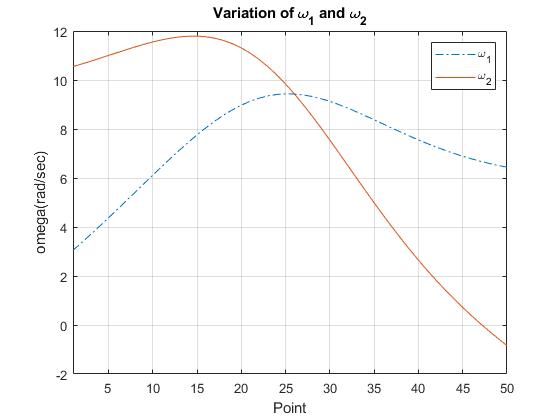 Variation of ω₁ and ω₂
12
10
8
6
4
2
0
-2
omega(rad/sec)
ω₁
ω₂
5 10 15 20 25 30 35 40 45 50
Point